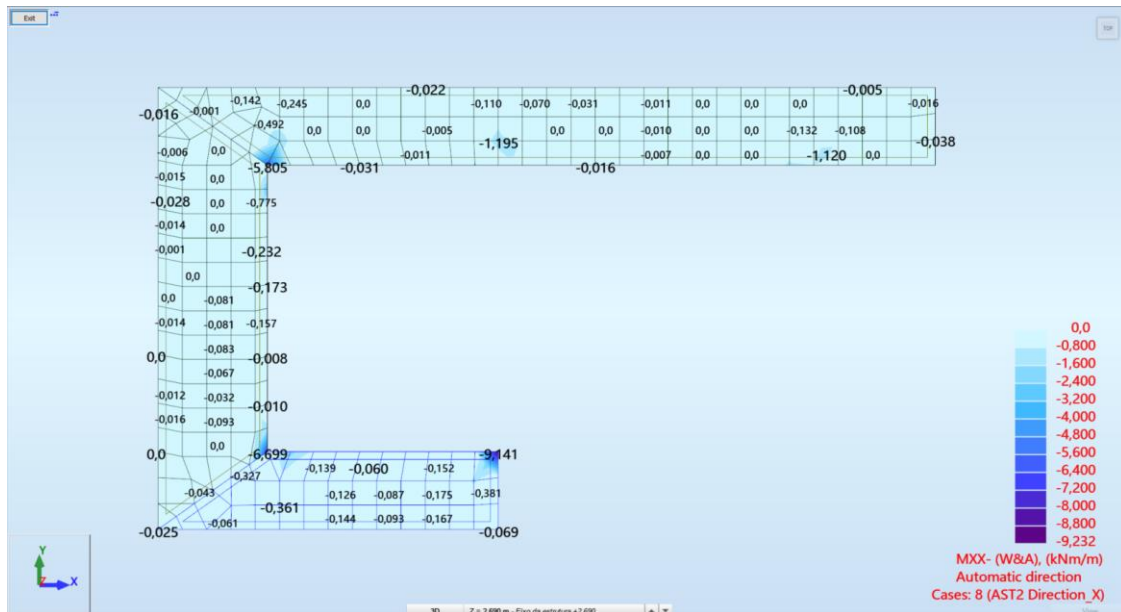 Exit
TOP
-0,022
-0,005
-0,142 -0,245 0,0 -0,110 -0,070 -0,031 -0,011 0,0 0,0 0,0 -0,016
-0,016 -0,001
-0,492 0,0 0,0 -0,005 0,0 0,0 -0,010 0,0 0,0 -0,132 -0,108
-1,195 -0,038
-0,006 0,0 -0,011 -0,007 0,0 0,0 -1,120 0,0
-5,805 -0,031 -0,016
-0,015 0,0
-0,028 0,0 -0,775
-0,014 0,0
-0,001 -0,232
0,0
-0,173
0,0 -0,081
-0,014 -0,081 -0,157
-0,083
0,0 -0,008
-0,067
-0,012 -0,032
-0,010
-0,016 -0,093
0,0 0,0 -6,699 -9,141
-0,139 -0,060 -0,152
-0,327
-0,043 -0,126 -0,087 -0,175 -0,381
-0,361
-0,061 -0,144 -0,093 -0,167
-0,025 -0,069
0,0
-0,800
-1,600
-2,400
-3,200
-4,000
-4,800
-5,600
-6,400
-7,200
-8,000
-8,800
-9,232
MXX- (W&A), (kNm/m)
Automatic direction
Cases: 8 (AST2 Direction_X)
Y
Z
X
3D Z = 2,690 m - Eixo da estrutura +2,690